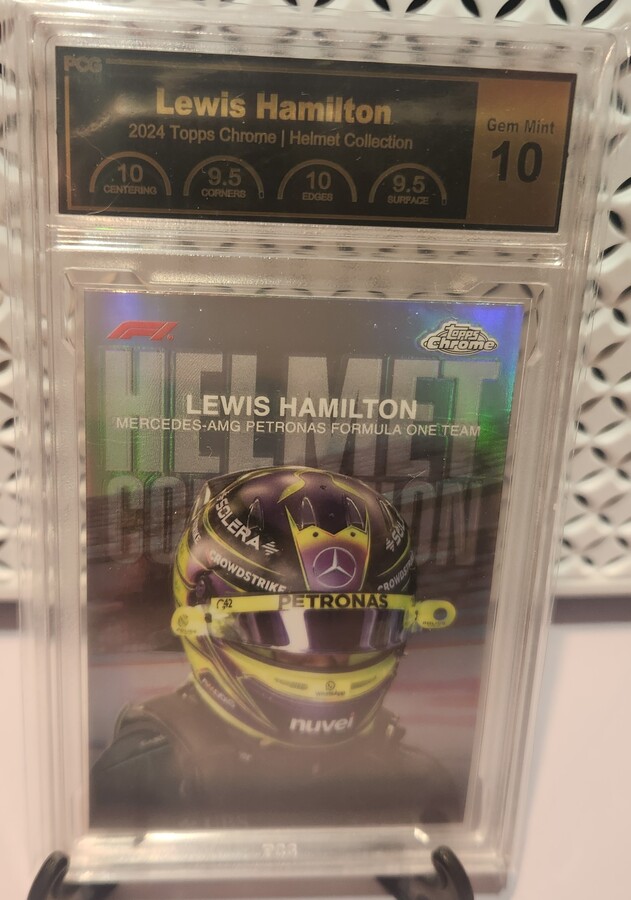 PCG
Lewis Hamilton
2024 Topps Chrome | Helmet Collection
Gem Mint
10
10
CENTERING
9.5
CORNERS
10
EDGES
9.5
SURFACE
F1
Topps
Chrome
HELMET
LEWIS HAMILTON
MERCEDES-AMG PETRONAS FORMULA ONE TEAM
COLLECTION
SOLERA
CROWDSTRIKE
CROWDSTRIKE
PETRONAS
nuvei
PCG